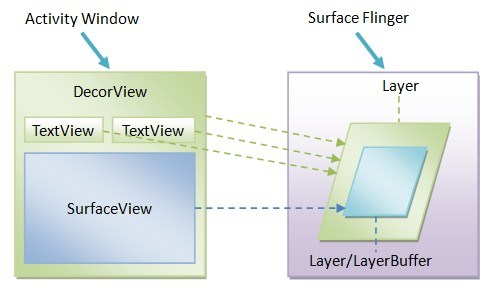 Activity Window
Surface Flinger
DecorView
Layer
TextView
TextView
SurfaceView
Layer/LayerBuffer